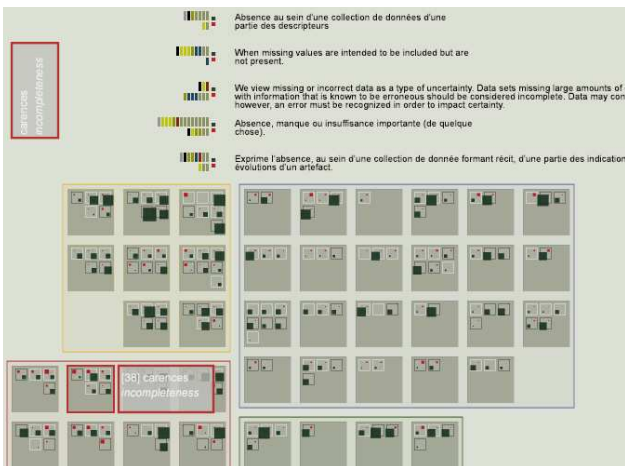 carences
incompleteness
Absence au sein d'une collection de données d'une
partie des descripteurs
When missing values are intended to be included but are
not present.
We view missing or incorrect data as a type of uncertainty. Data sets missing large amounts of
with information that is known to be erroneous should be considered incomplete. Data may con
however, an error must be recognized in order to impact certainty.
Absence, manque ou insuffisance importante (de quelque
chose).
Exprime l'absence, au sein d'une collection de donnée formant récit, d'une partie des indication
évolutions d'un artefact.
[38] carences
incompleteness